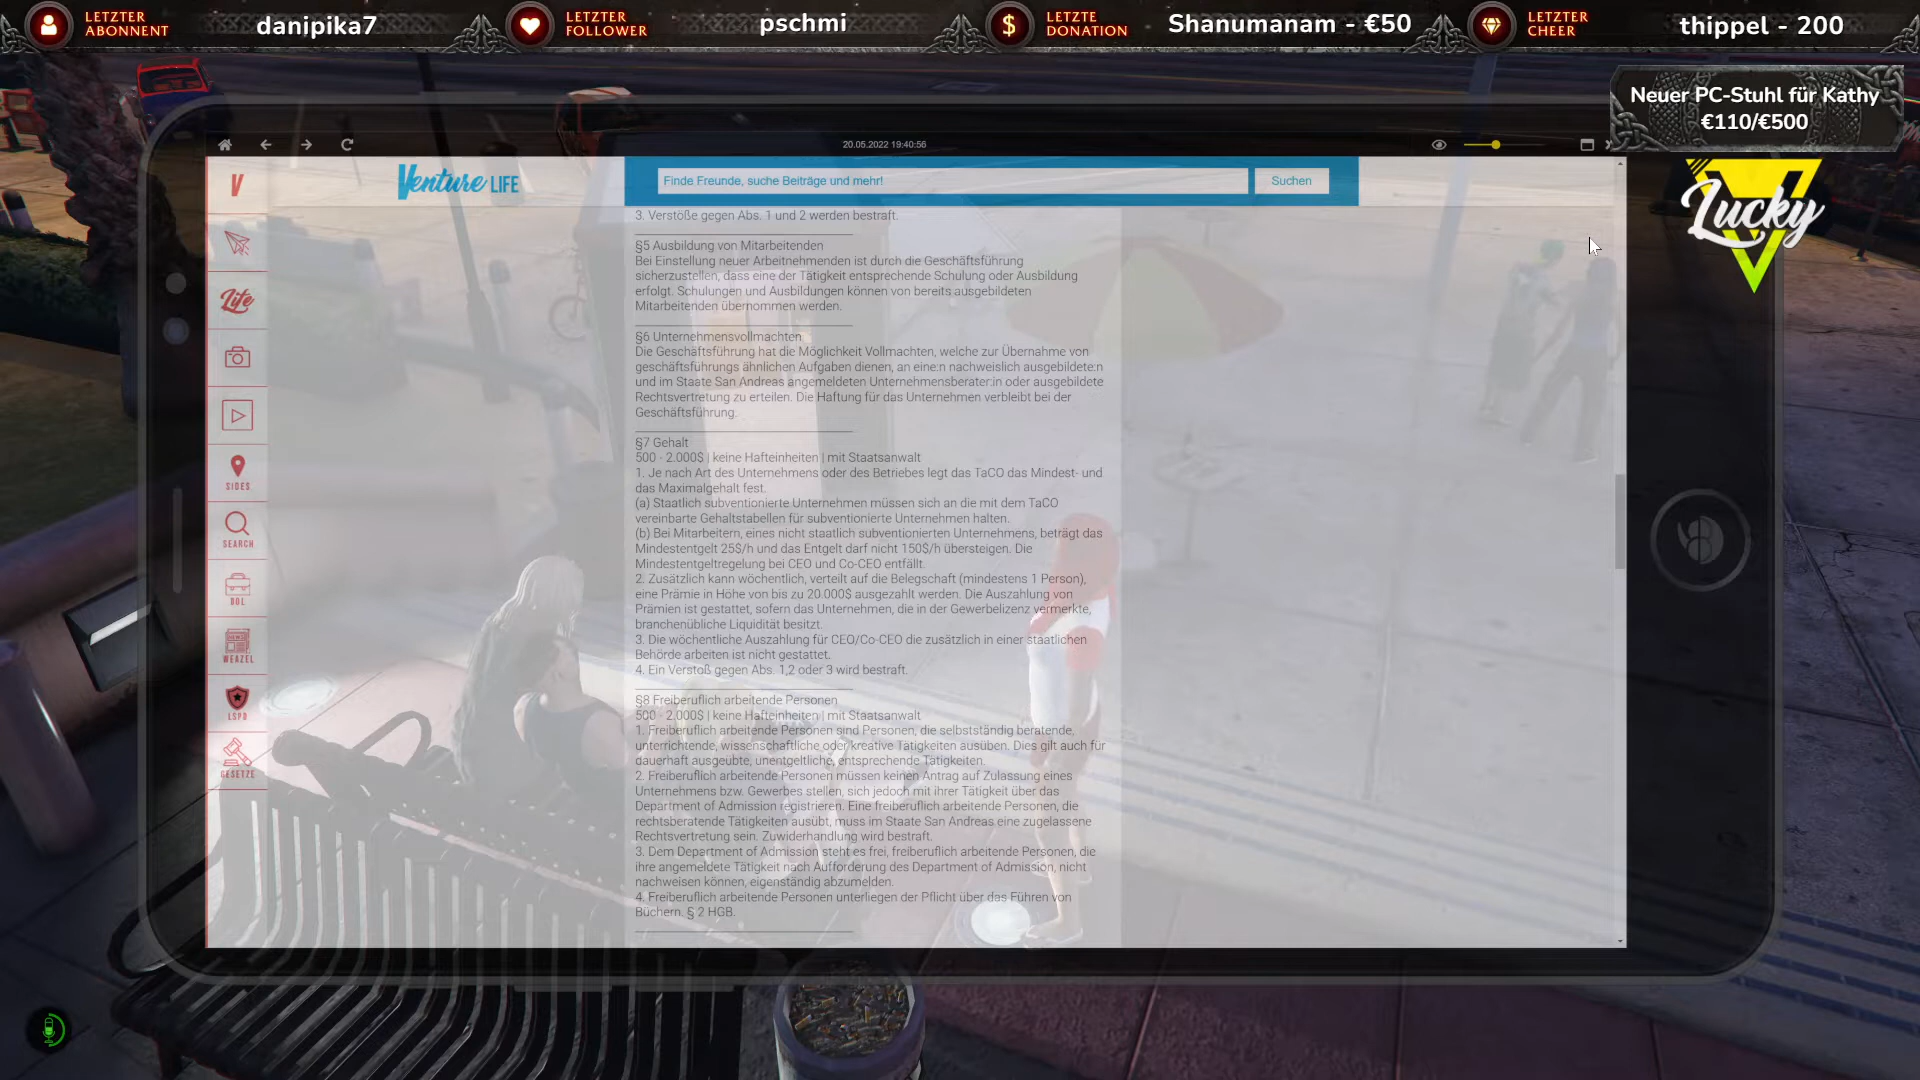 LETZTER
ABONNENT
danipika7
LETZTER
FOLLOWER
pschmi
LETZTE
DONATION
Shanumanam - €50
LETZTER
CHEER
thippel - 200
Neuer PC-Stuhl für Kathy
€110/€500
20.05.2022 19:40:56
V
Venture LIFE
Finde Freunde, suche Beiträge und mehr!
Suchen
Lucky
V
Life
SIDES
SEARCH
DOL
NEWS
WEAZEL
LSPD
GESETZE
3. Verstöße gegen Abs. 1 und 2 werden bestraft.
§5 Ausbildung von Mitarbeitenden
Bei Einstellung neuer Arbeitnehmenden ist durch die Geschäftsführung
sicherzustellen, dass eine der Tätigkeit entsprechende Schulung oder Ausbildung
erfolgt. Schulungen und Ausbildungen können von bereits ausgebildeten
Mitarbeitenden übernommen werden.
§6 Unternehmensvollmachten
Die Geschäftsführung hat die Möglichkeit Vollmachten, welche zur Übernahme von
geschäftsführungs ähnlichen Aufgaben dienen, an eine:n nachweislich ausgebildete:n
und im Staate San Andreas angemeldeten Unternehmensberater:in oder ausgebildete
Rechtsvertretung zu erteilen. Die Haftung für das Unternehmen verbleibt bei der
Geschäftsführung.
§7 Gehalt
500 - 2.000$ | keine Hafteinheiten | mit Staatsanwalt
1. Je nach Art des Unternehmens oder des Betriebes legt das TaCO das Mindest- und
das Maximalgehalt fest.
(a) Staatlich subventionierte Unternehmen müssen sich an die mit dem TaCO
vereinbarte Gehaltstabellen für subventionierte Unternehmen halten.
(b) Bei Mitarbeitern, eines nicht staatlich subventionierten Unternehmens, beträgt das
Mindestentgelt 25$/h und das Entgelt darf nicht 150$/h übersteigen. Die
Mindestentgeltregelung bei CEO und Co-CEO entfällt.
2. Zusätzlich kann wöchentlich, verteilt auf die Belegschaft (mindestens 1 Person),
eine Prämie in Höhe von bis zu 20.000$ ausgezahlt werden. Die Auszahlung von
Prämien ist gestattet, sofern das Unternehmen, die in der Gewerbelizenz vermerkte,
branchenübliche Liquidität besitzt.
3. Die wöchentliche Auszahlung für CEO/Co-CEO die zusätzlich in einer staatlichen
Behörde arbeiten ist nicht gestattet.
4. Ein Verstoß gegen Abs. 1,2 oder 3 wird bestraft.
§8 Freiberuflich arbeitende Personen
500 - 2.000$ | keine Hafteinheiten | mit Staatsanwalt
1. Freiberuflich arbeitende Personen sind Personen, die selbstständig beratende,
unterrichtende, wissenschaftliche oder kreative Tätigkeiten ausüben. Dies gilt auch für
dauerhaft ausgeübte, unentgeltliche, entsprechende Tätigkeiten.
2. Freiberuflich arbeitende Personen müssen keinen Antrag auf Zulassung eines
Unternehmens bzw. Gewerbes stellen, sich jedoch mit ihrer Tätigkeit über das
Department of Admission registrieren. Eine freiberuflich arbeitende Personen, die
rechtsberatende Tätigkeiten ausübt, muss im Staate San Andreas eine zugelassene
Rechtsvertretung sein. Zuwiderhandlung wird bestraft.
3. Dem Department of Admission steht es frei, freiberuflich arbeitende Personen, die
ihre angemeldete Tätigkeit nach Aufforderung des Department of Admission, nicht
nachweisen können, eigenständig abzumelden.
4. Freiberuflich arbeitende Personen unterliegen der Pflicht über das Führen von
Büchern. § 2 HGB.